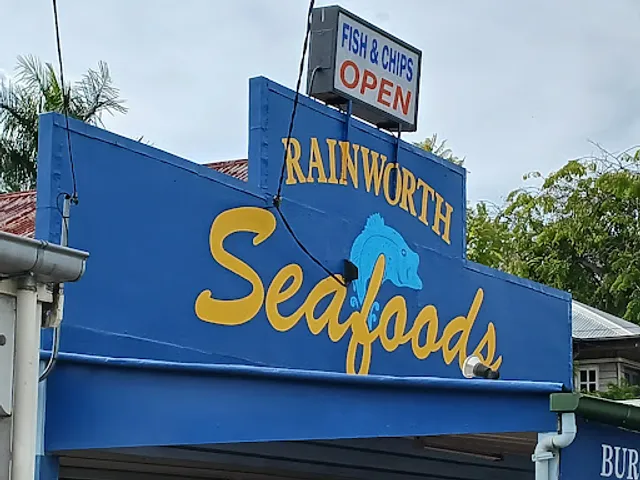 FISH & CHIPS
OPEN
RAINWORTH
Seafoods